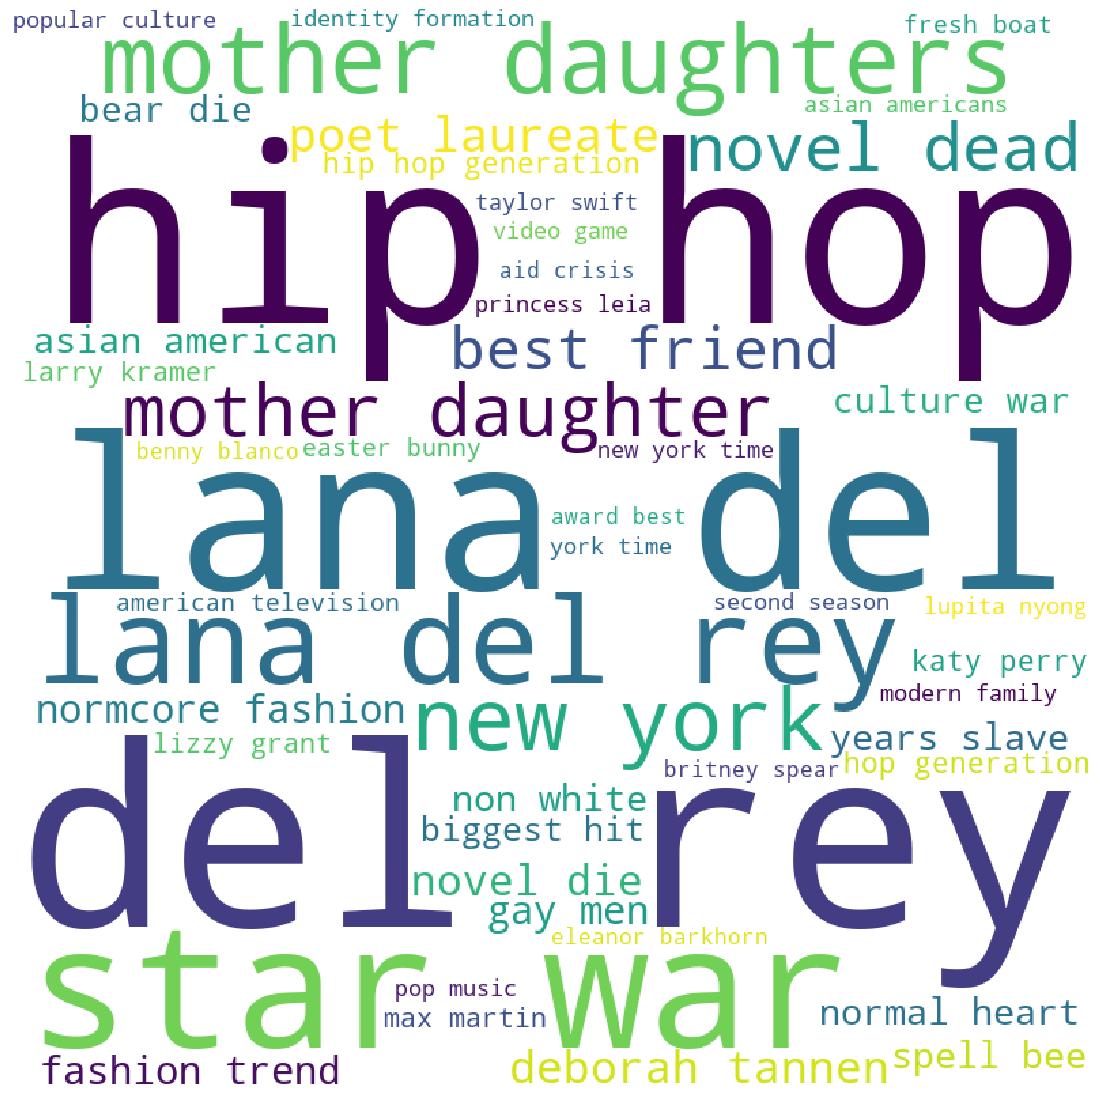 popular culture
identity formation
fresh boat
mother daughters
bear die
asian americans
poet laureate
novel dead
hip hop generation
hip hop
taylor swift
video game
aid crisis
princess leia
asian american
best friend
larry kramer
mother daughter
culture war
benny blanco
easter bunny
new york time
lana del
award best
york time
american television
second season
lupita nyong
lana del rey
katy perry
modern family
normcore fashion
new york
years slave
lizzy grant
britney spear
hop generation
del rey
non white
biggest hit
novel die
gay men
eleanor barkhorn
star war
pop music
max martin
normal heart
fashion trend
deborah tannen
spell bee